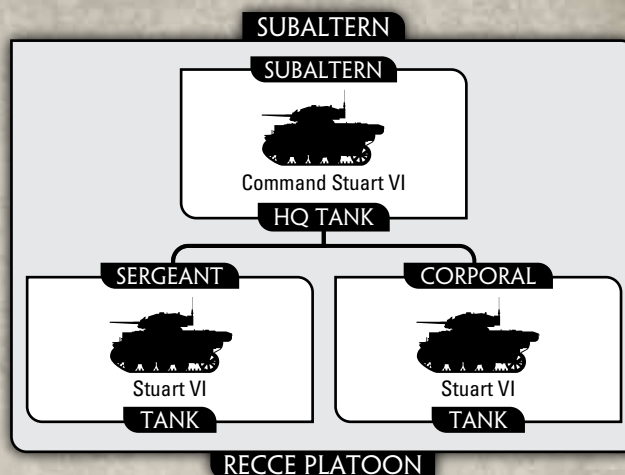 SUBALTERN
SUBALTERN
Command Stuart VI
HQ TANK
SERGEANT
CORPORAL
Stuart VI
Stuart VI
TANK
TANK
RECCE PLATOON